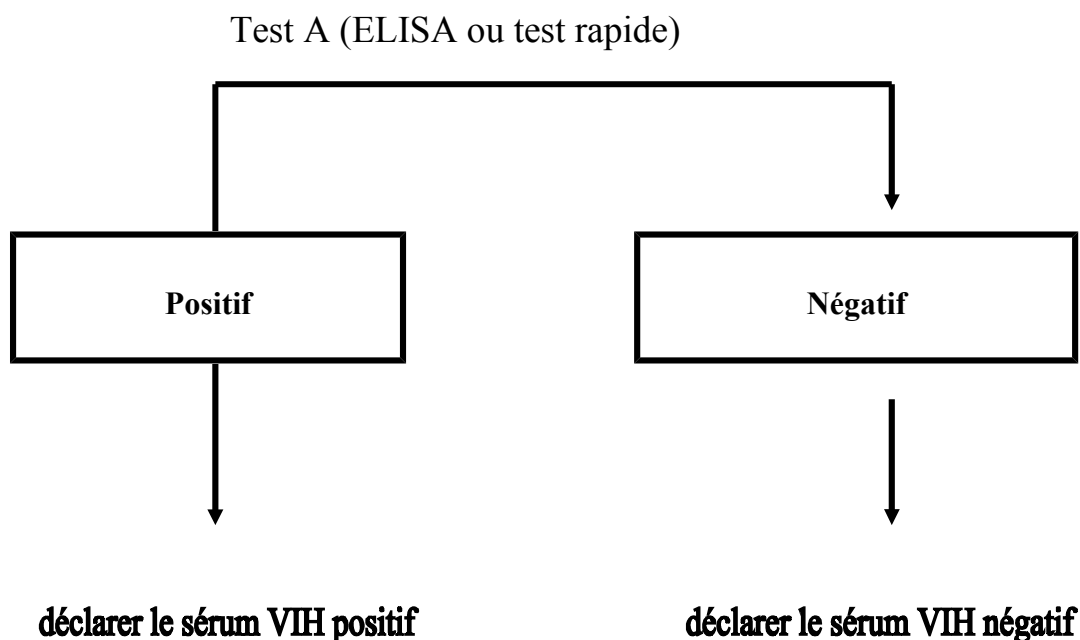 Test A (ELISA ou test rapide)
Positif
Négatif
déclarer le sérum VIH positif
déclarer le sérum VIH négatif